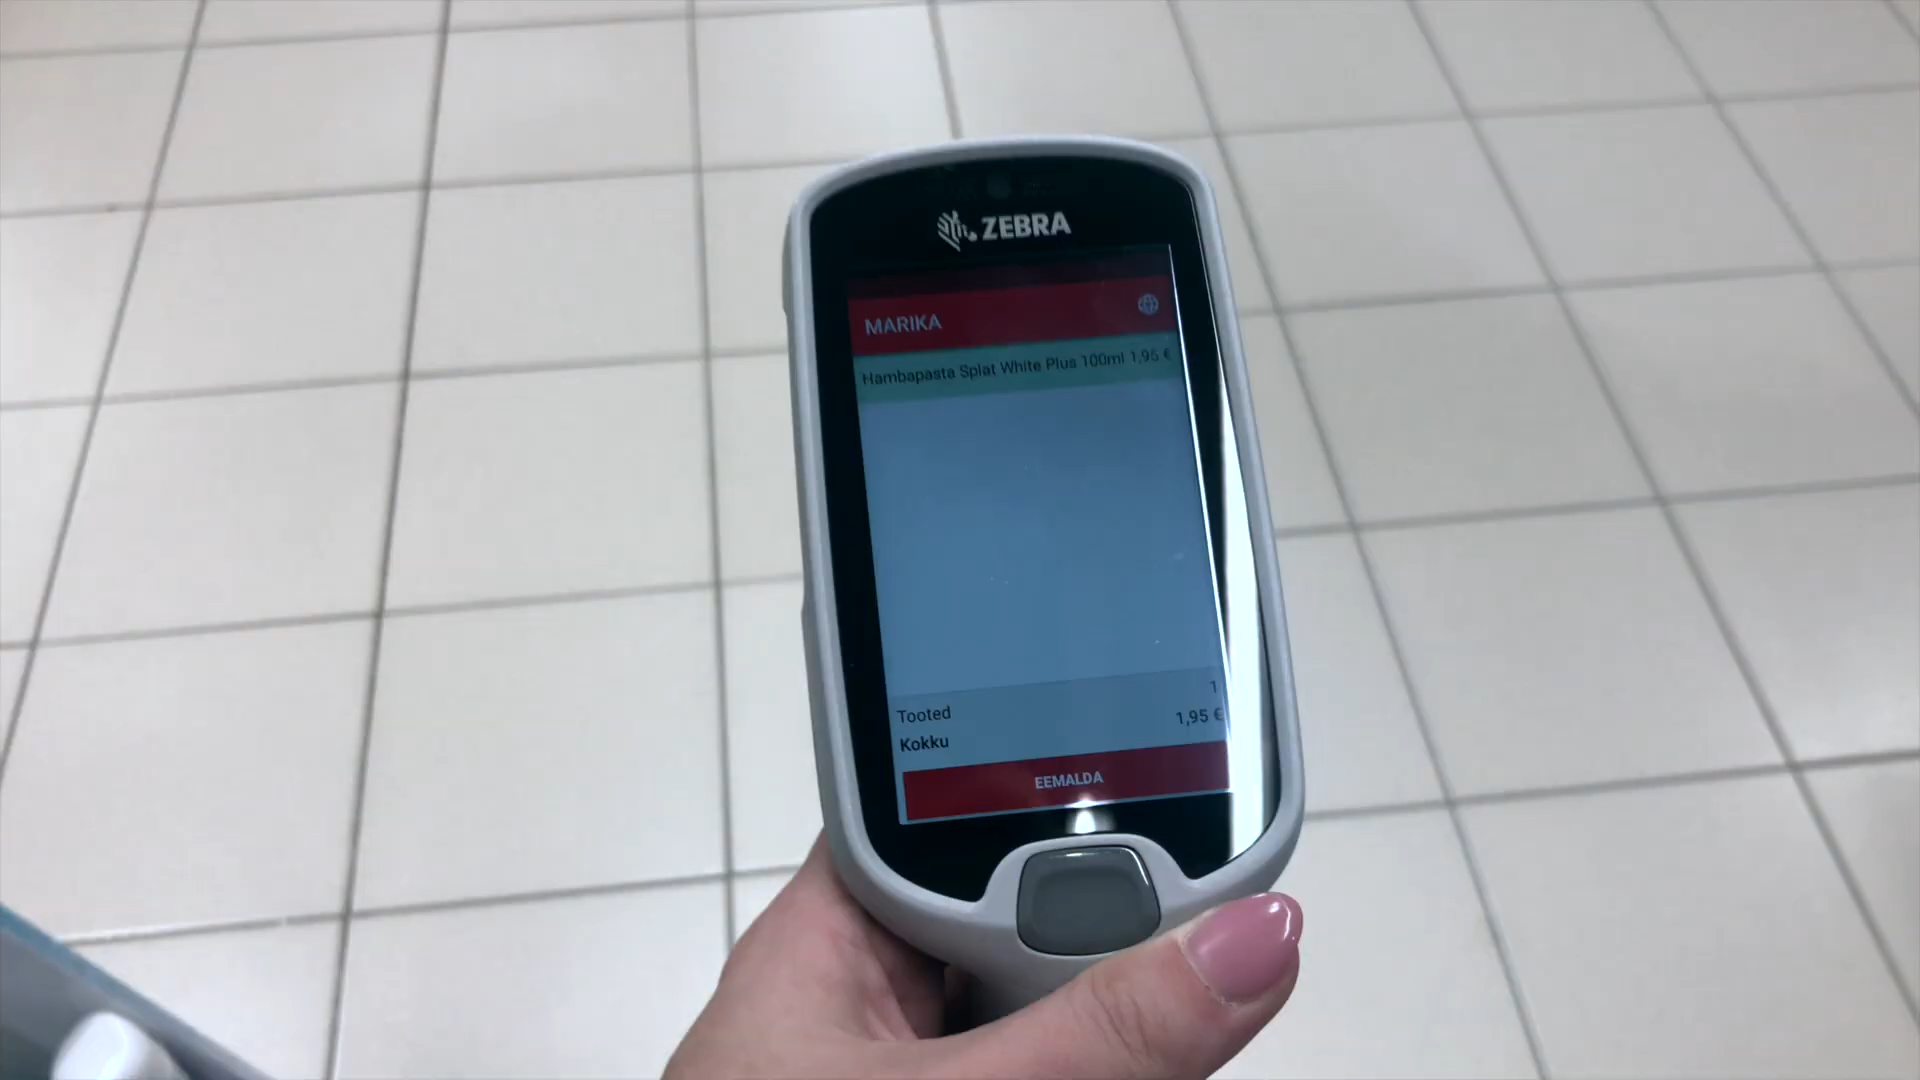 ZEBRA
MARIKA
Hambapasta Splat White Plus 100ml 1,95 €
Tooted 1
Kokku 1,95 €
EEMALDA